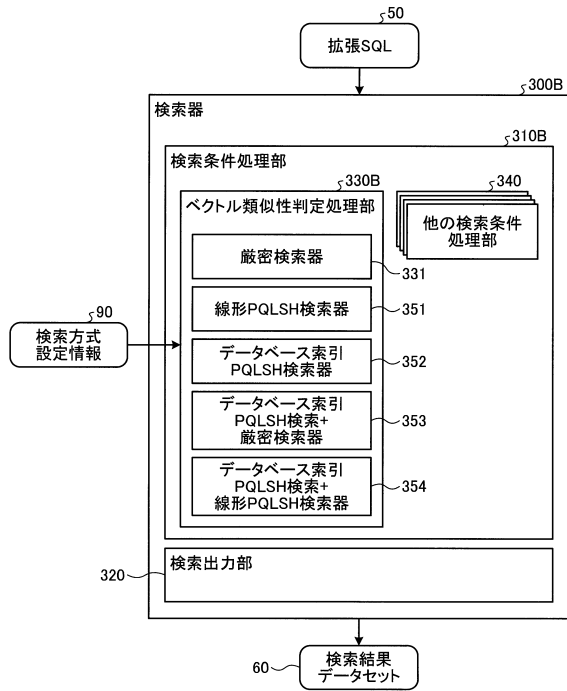 50
拡張SQL
300B
検索器
310B
検索条件処理部
330B
ベクトル類似性判定処理部
340
他の検索条件
処理部
厳密検索器
331
線形PQLSH検索器
351
90
検索方式
設定情報
データベース索引
PQLSH検索器
352
データベース索引
PQLSH検索+
厳密検索器
353
データベース索引
PQLSH検索+
線形PQLSH検索器
354
320
検索出力部
60
検索結果
データセット